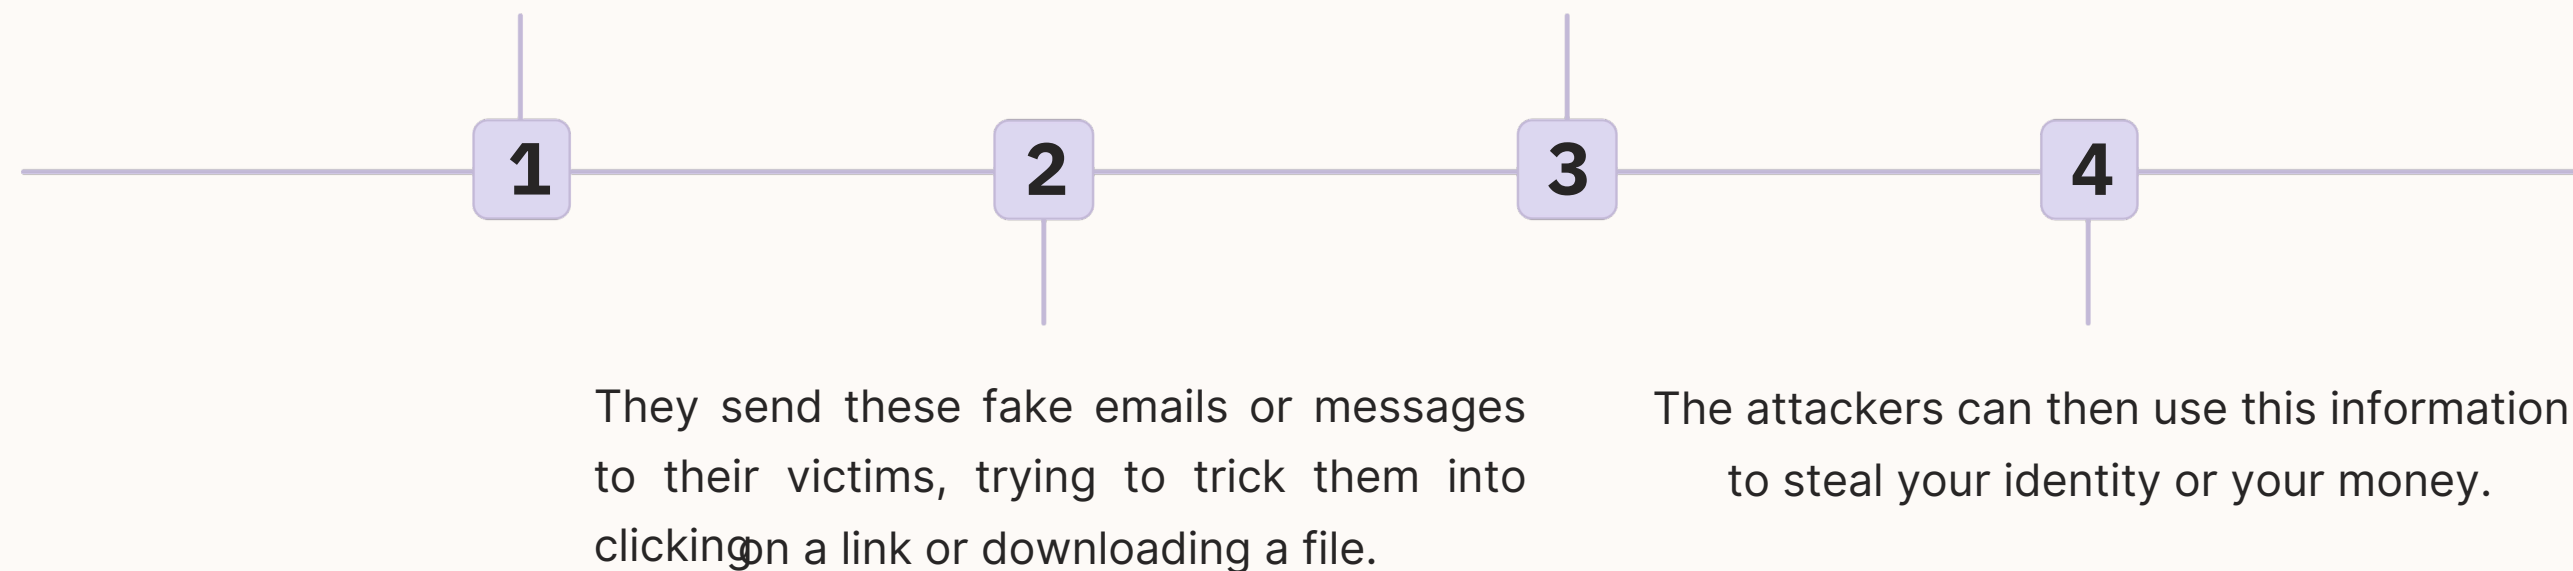 1 2 3 4
They send these fake emails or messages
to their victims, trying to trick them into
clicking on a link or downloading a file.
The attackers can then use this information
to steal your identity or your money.